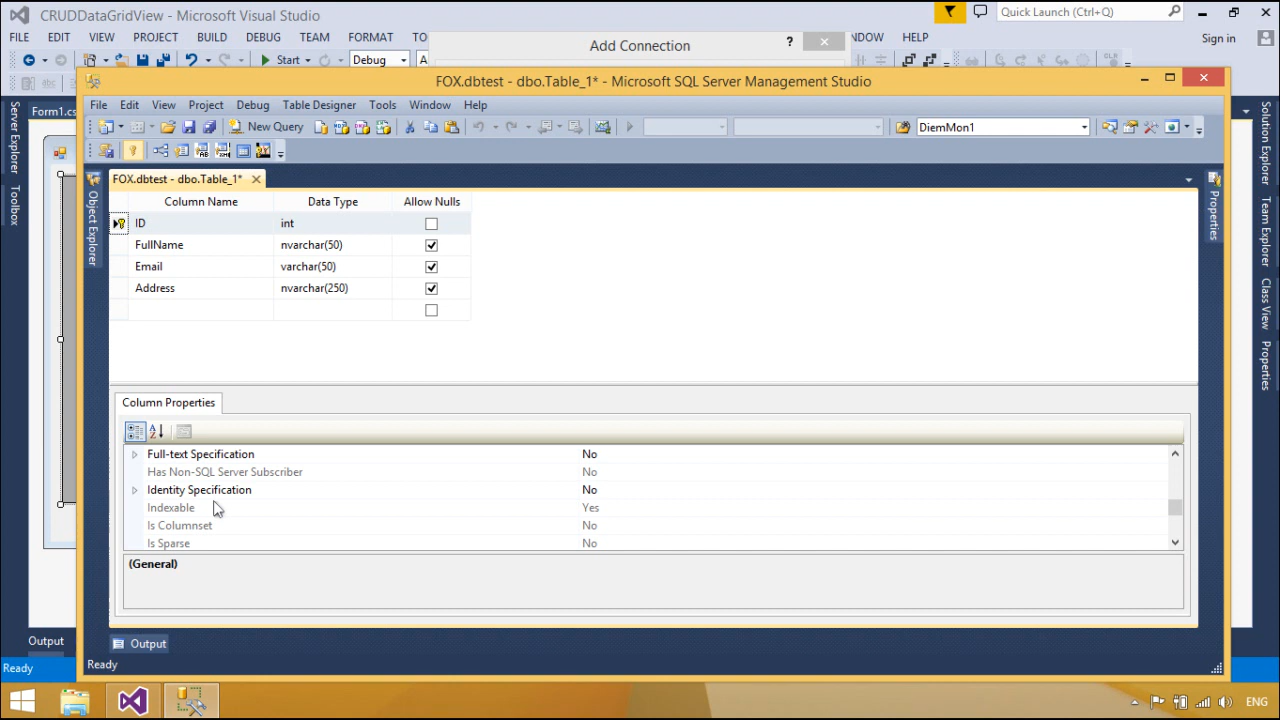 CRUDDataGridView - Microsoft Visual Studio
Quick Launch (Ctrl+Q)
FILE EDIT VIEW PROJECT BUILD DEBUG TEAM FORMAT TO
Add Connection
?
NDOW HELP
Sign in
Start
Debug
A
FOX.dbtest - dbo.Table_1* - Microsoft SQL Server Management Studio
File Edit View Project Debug Table Designer Tools Window Help
New Query
DiemMon1
Form1.cs
Server Explorer
Toolbox
Object Explorer
FOX.dbtest - dbo.Table_1*
Column Name Data Type Allow Nulls
ID int
FullName nvarchar(50)
Email varchar(50)
Address nvarchar(250)
Properties
Solution Explorer
Team Explorer
Class View
Properties
Column Properties
Full-text Specification No
Has Non-SQL Server Subscriber No
Identity Specification No
Indexable Yes
Is Columnset No
Is Sparse No
(General)
Output
Output
Ready
Ready
ENG